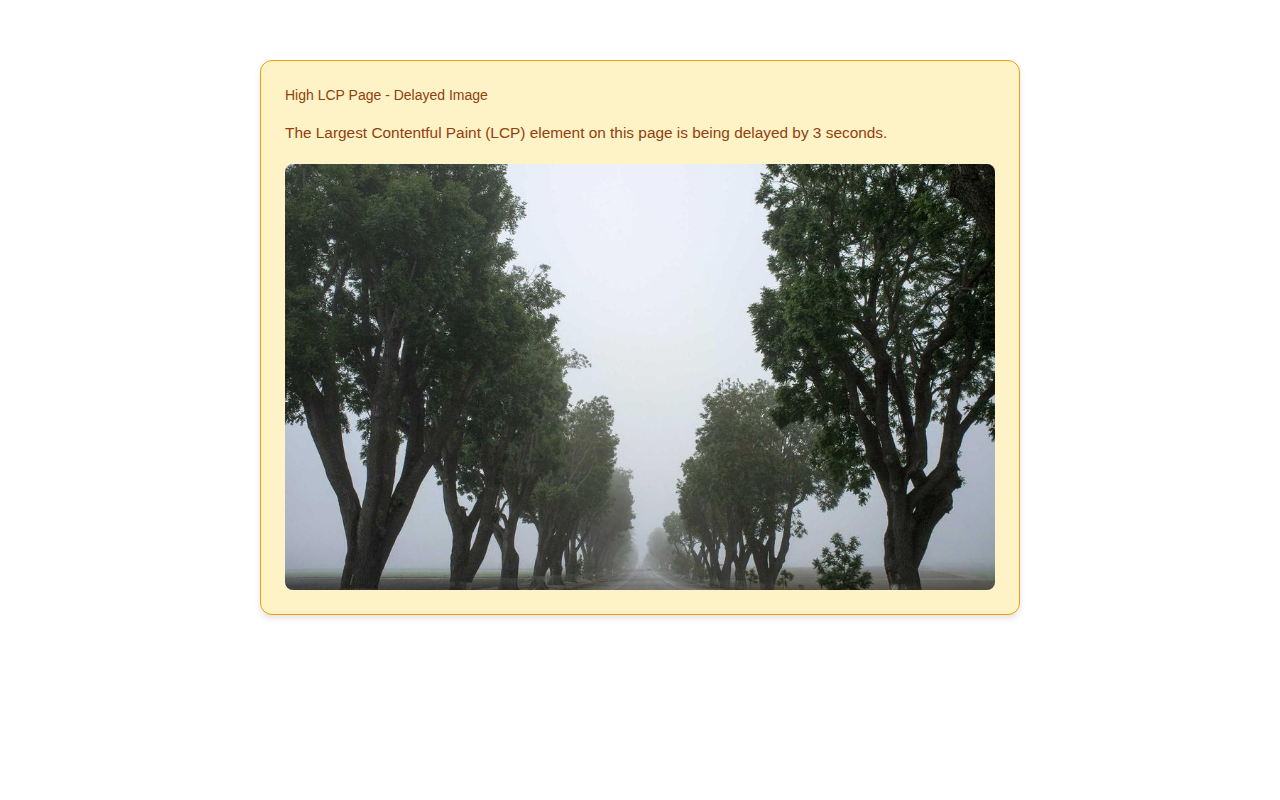 High LCP Page - Delayed Image
The Largest Contentful Paint (LCP) element on this page is being delayed by 3 seconds.